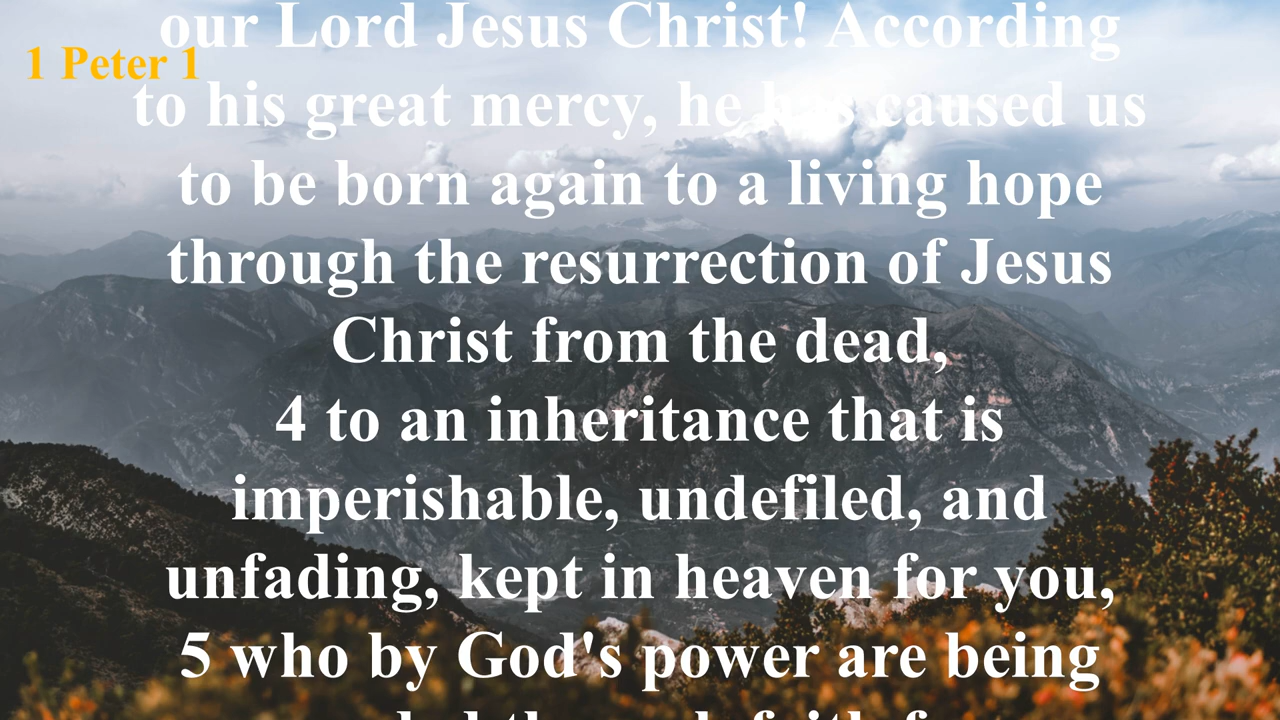 our Lord Jesus Christ! According
1 Peter 1
to his great mercy, he has caused us
to be born again to a living hope
through the resurrection of Jesus
Christ from the dead,
4 to an inheritance that is
imperishable, undefiled, and
unfading, kept in heaven for you,
5 who by God's power are being
through faith